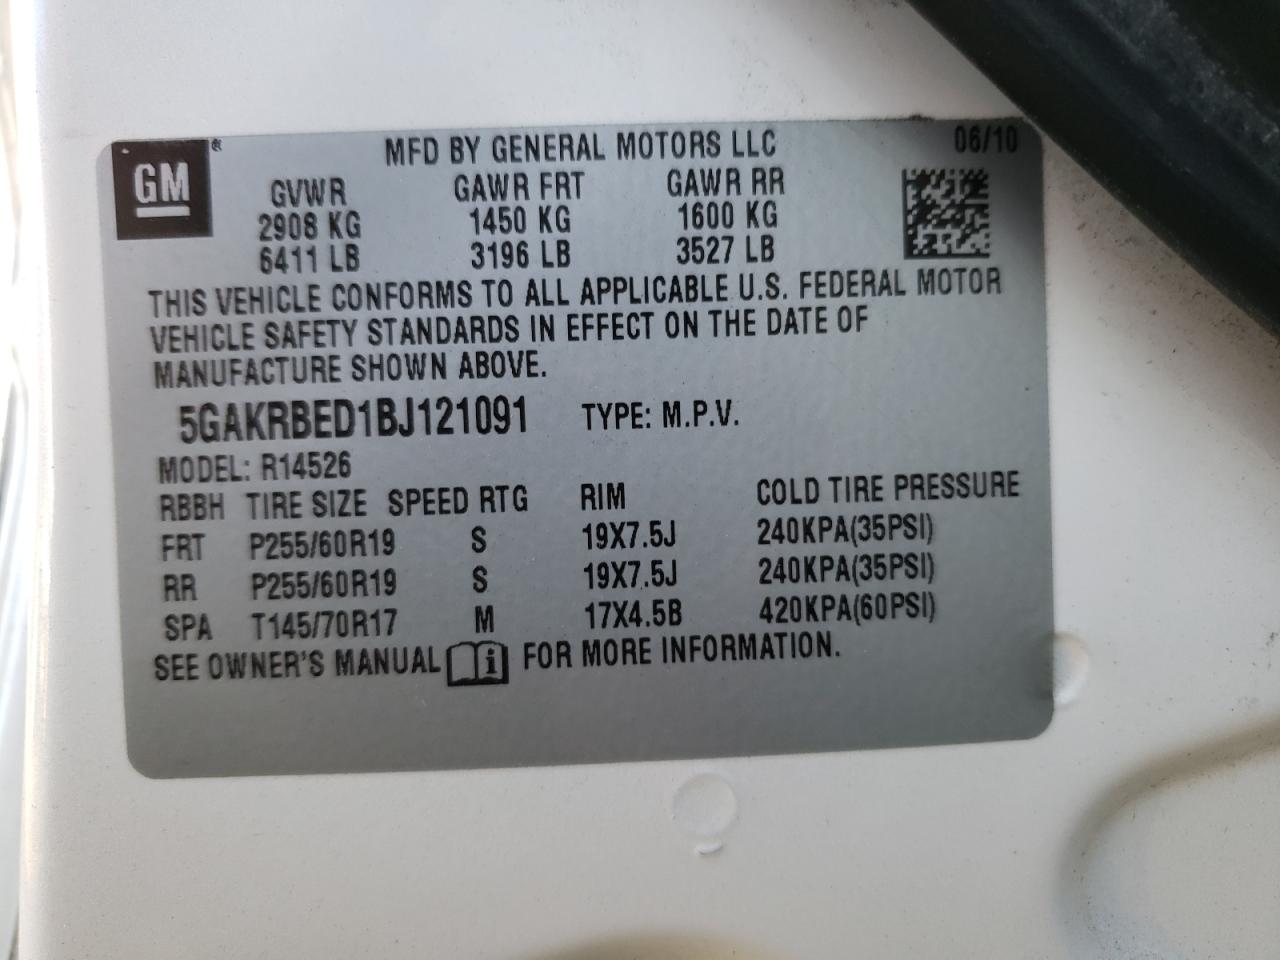 GM ®
MFD BY GENERAL MOTORS LLC 06/10
GVWR GAWR FRT GAWR RR
2908 KG 1450 KG 1600 KG
6411 LB 3196 LB 3527 LB
THIS VEHICLE CONFORMS TO ALL APPLICABLE U.S. FEDERAL MOTOR
VEHICLE SAFETY STANDARDS IN EFFECT ON THE DATE OF
MANUFACTURE SHOWN ABOVE.
5GAKRBED1BJ121091 TYPE: M.P.V.
MODEL: R14526
RBBH TIRE SIZE SPEED RTG RIM COLD TIRE PRESSURE
FRT P255/60R19 S 19X7.5J 240KPA(35PSI)
RR P255/60R19 S 19X7.5J 240KPA(35PSI)
SPA T145/70R17 M 17X4.5B 420KPA(60PSI)
SEE OWNER'S MANUAL i FOR MORE INFORMATION.